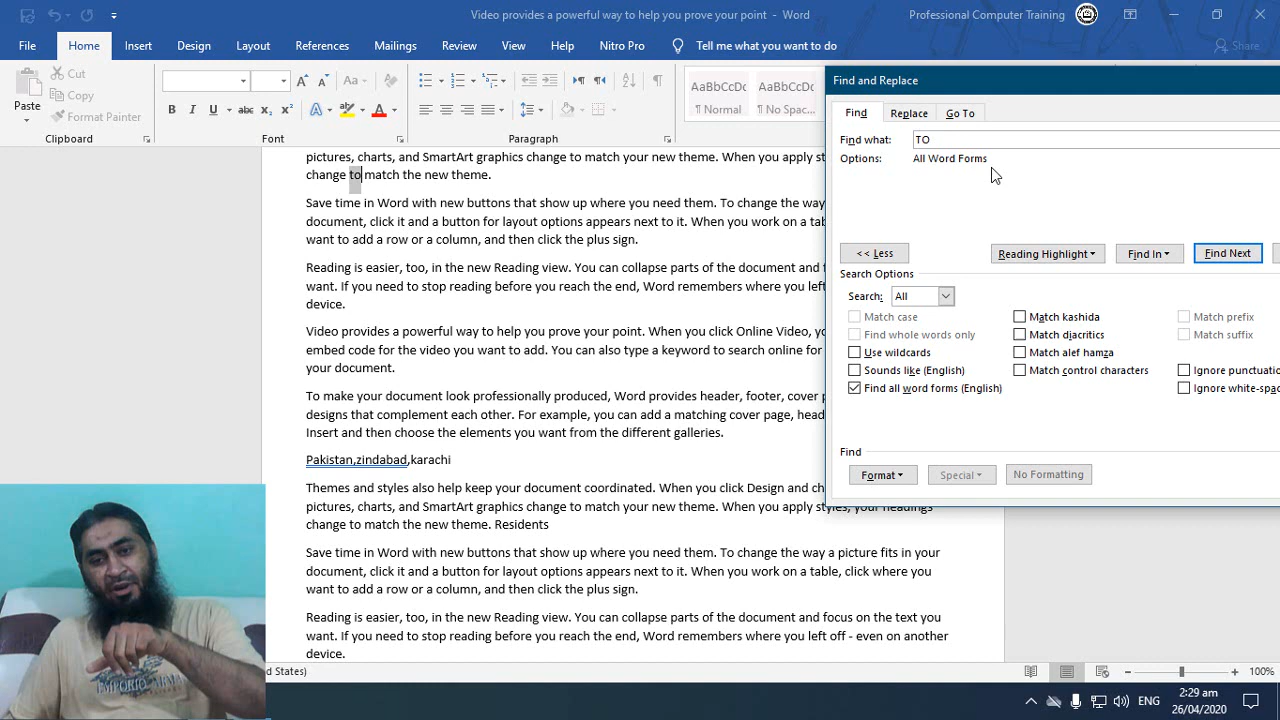 Video provides a powerful way to help you prove your point - Word
Professional Computer Training
File Home Insert Design Layout References Mailings Review View Help Nitro Pro Tell me what you want to do Share
Paste
Cut
Copy
Format Painter
Clipboard
Font
Paragraph
AaBbCcDc AaBbCcDc
¶ Normal ¶ No Spac...
pictures, charts, and SmartArt graphics change to match your new theme. When you apply st
change to match the new theme.
Save time in Word with new buttons that show up where you need them. To change the way
document, click it and a button for layout options appears next to it. When you work on a tab
want to add a row or a column, and then click the plus sign.
Reading is easier, too, in the new Reading view. You can collapse parts of the document and f
want. If you need to stop reading before you reach the end, Word remembers where you left
device.
Video provides a powerful way to help you prove your point. When you click Online Video, yo
embed code for the video you want to add. You can also type a keyword to search online for
your document.
To make your document look professionally produced, Word provides header, footer, cover p
designs that complement each other. For example, you can add a matching cover page, head
Insert and then choose the elements you want from the different galleries.
Pakistan,zindabad,karachi
Themes and styles also help keep your document coordinated. When you click Design and ch
pictures, charts, and SmartArt graphics change to match your new theme. When you apply styles, your headings
change to match the new theme. Residents
Save time in Word with new buttons that show up where you need them. To change the way a picture fits in your
document, click it and a button for layout options appears next to it. When you work on a table, click where you
want to add a row or a column, and then click the plus sign.
Reading is easier, too, in the new Reading view. You can collapse parts of the document and focus on the text you
want. If you need to stop reading before you reach the end, Word remembers where you left off - even on another
device.
Find and Replace
Find Replace Go To
Find what: TO
Options: All Word Forms
<< Less Reading Highlight Find In Find Next
Search Options
Search: All
Match case Match kashida Match prefix
Find whole words only Match diacritics Match suffix
Use wildcards Match alef hamza
Sounds like (English) Match control characters Ignore punctuatio
Find all word forms (English) Ignore white-spac
Find
Format Special No Formatting
d States) 100%
EMPORIO ARMA
ENG
2:29 am
26/04/2020